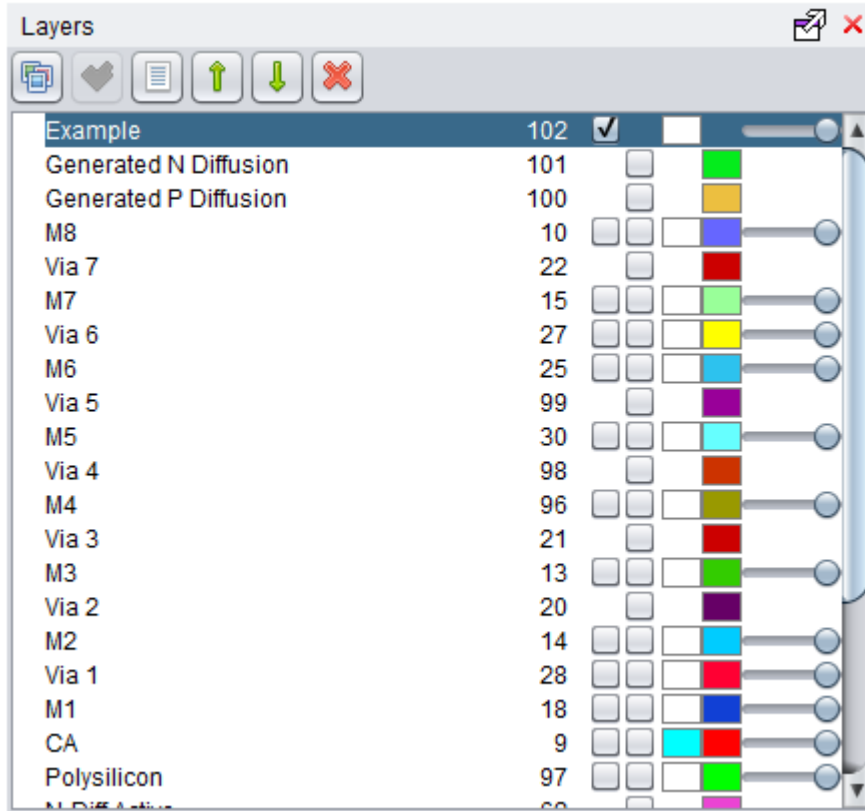 Layers
Example 102
Generated N Diffusion 101
Generated P Diffusion 100
M8 10
Via 7 22
M7 15
Via 6 27
M6 25
Via 5 99
M5 30
Via 4 98
M4 96
Via 3 21
M3 13
Via 2 20
M2 14
Via 1 28
M1 18
CA 9
Polysilicon 97